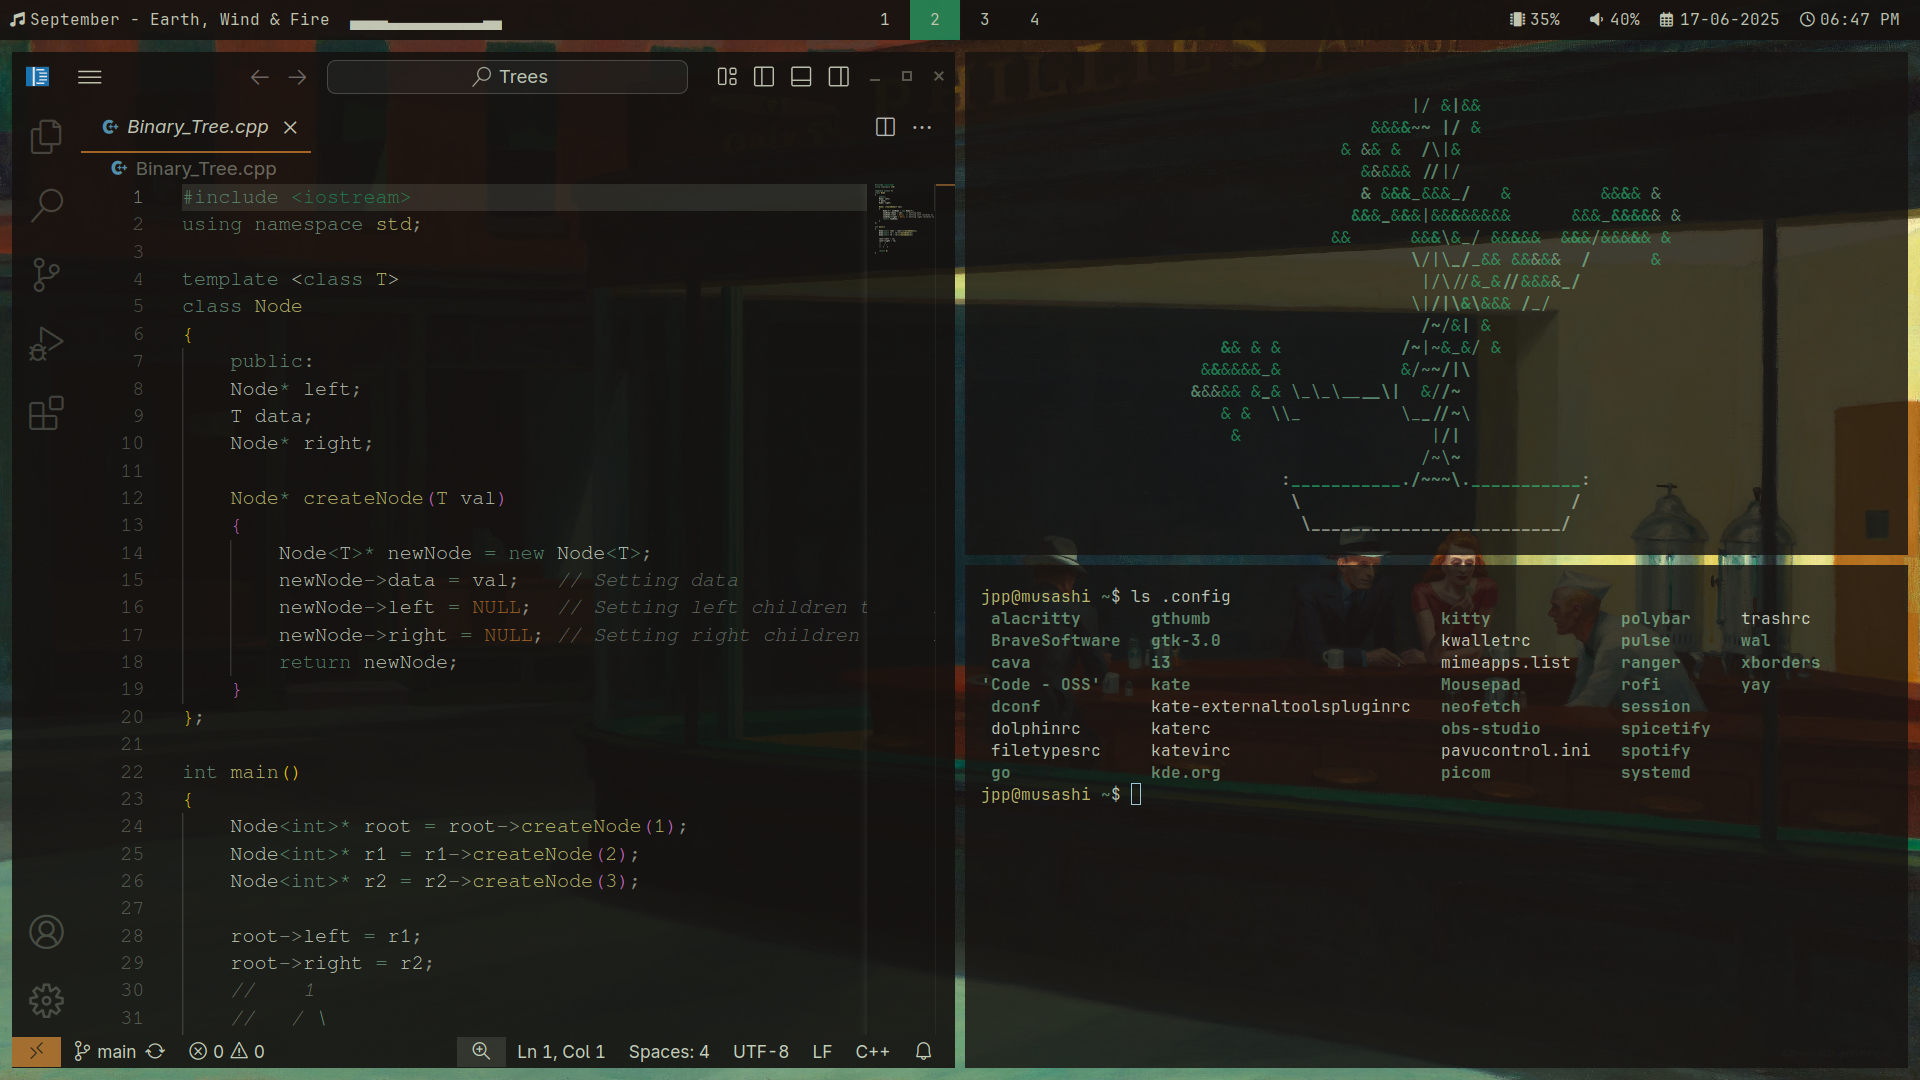 September - Earth, Wind & Fire
1 2 3 4
35% 40% 17-06-2025 06:47 PM
Trees
Binary_Tree.cpp
Binary_Tree.cpp
1 #include <iostream>
2 using namespace std;
3
4 template <class T>
5 class Node
6 {
7     public:
8     Node* left;
9     T data;
10     Node* right;
11
12     Node* createNode(T val)
13     {
14         Node<T>* newNode = new Node<T>;
15         newNode->data = val;   // Setting data
16         newNode->left = NULL;  // Setting left children
17         newNode->right = NULL; // Setting right children
18         return newNode;
19     }
20 };
21
22 int main()
23 {
24     Node<int>* root = root->createNode(1);
25     Node<int>* r1 = r1->createNode(2);
26     Node<int>* r2 = r2->createNode(3);
27
28     root->left = r1;
29     root->right = r2;
30     //    1
31     //   / \
main 0 0 Ln 1, Col 1 Spaces: 4 UTF-8 LF C++
PHILLIES
jpp@musashi ~$ ls .config
alacritty gthumb kitty polybar trashrc
BraveSoftware gtk-3.0 kwalletrc pulse wal
cava i3 mimeapps.list ranger xborders
'Code - OSS' kate Mousepad rofi yay
dconf kate-externaltoolspluginrc neofetch session
dolphinrc katerc obs-studio spicetify
filetypesrc katevirc pavucontrol.ini spotify
go kde.org picom systemd
jpp@musashi ~$